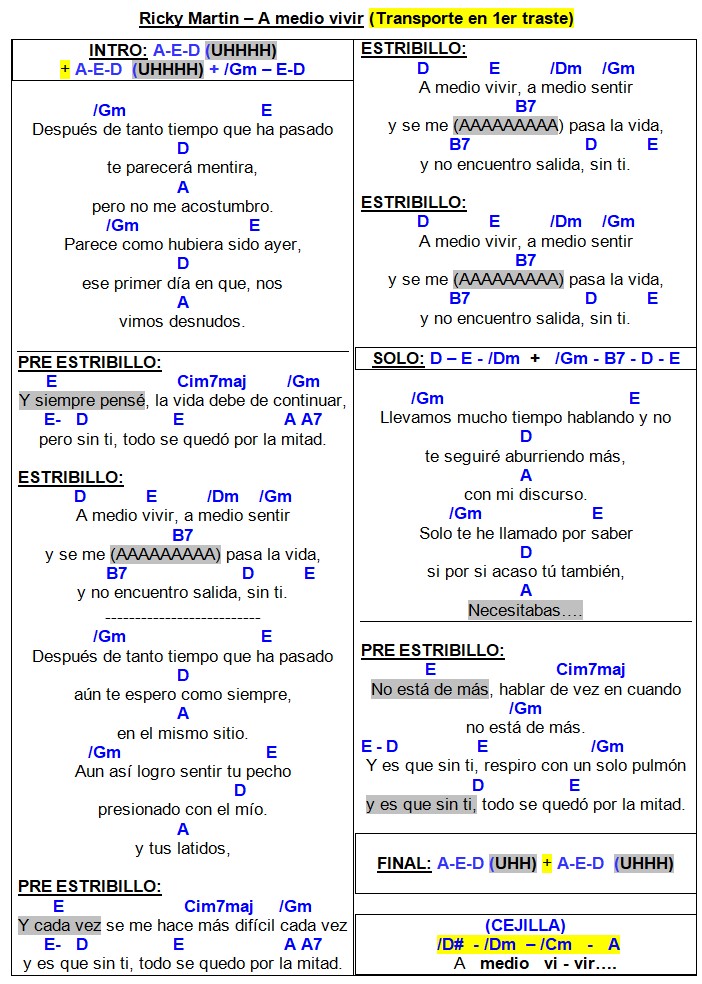 Ricky Martin – A medio vivir (Transporte en 1er traste)
INTRO: A-E-D (UHHHH)
+ A-E-D (UHHHH) + /Gm – E-D
/Gm E
Después de tanto tiempo que ha pasado
D
te parecerá mentira,
A
pero no me acostumbro.
/Gm E
Parece como hubiera sido ayer,
D
ese primer día en que, nos
A
vimos desnudos.
PRE ESTRIBILLO:
E Cim7maj /Gm
Y siempre pensé, la vida debe de continuar,
E- D E A A7
pero sin ti, todo se quedó por la mitad.
ESTRIBILLO:
D E /Dm /Gm
A medio vivir, a medio sentir
B7
y se me (AAAAAAAAA) pasa la vida,
B7 D E
y no encuentro salida, sin ti.
--------------------------
/Gm E
Después de tanto tiempo que ha pasado
D
aún te espero como siempre,
A
en el mismo sitio.
/Gm E
Aun así logro sentir tu pecho
D
presionado con el mío.
A
y tus latidos,
PRE ESTRIBILLO:
E Cim7maj /Gm
Y cada vez se me hace más difícil cada vez
E- D E A A7
y es que sin ti, todo se quedo por la mitad.
ESTRIBILLO:
D E /Dm /Gm
A medio vivir, a medio sentir
B7
y se me (AAAAAAAAA) pasa la vida,
B7 D E
y no encuentro salida, sin ti.
ESTRIBILLO:
D E /Dm /Gm
A medio vivir, a medio sentir
B7
y se me (AAAAAAAAA) pasa la vida,
B7 D E
y no encuentro salida, sin ti.
SOLO: D – E - /Dm + /Gm - B7 - D - E
/Gm E
Llevamos mucho tiempo hablando y no
D
te seguiré aburriendo más,
A
con mi discurso.
/Gm E
Solo te he llamado por saber
D
si por si acaso tú también,
A
Necesitabas….
PRE ESTRIBILLO:
E Cim7maj
No está de más, hablar de vez en cuando
/Gm
no está de más.
E - D E /Gm
Y es que sin ti, respiro con un solo pulmón
D E
y es que sin ti, todo se quedó por la mitad.
FINAL: A-E-D (UHH) + A-E-D (UHHH)
(CEJILLA)
/D# - /Dm – /Cm - A
A medio vi - vir….